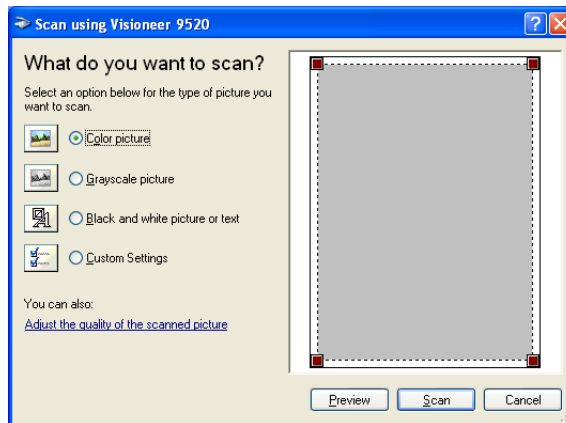 Scan using Visioneer 9520
What do you want to scan?
Select an option below for the type of picture you
want to scan.
Color picture
Grayscale picture
Black and white picture or text
Custom Settings
You can also:
Adjust the quality of the scanned picture
Preview
Scan
Cancel